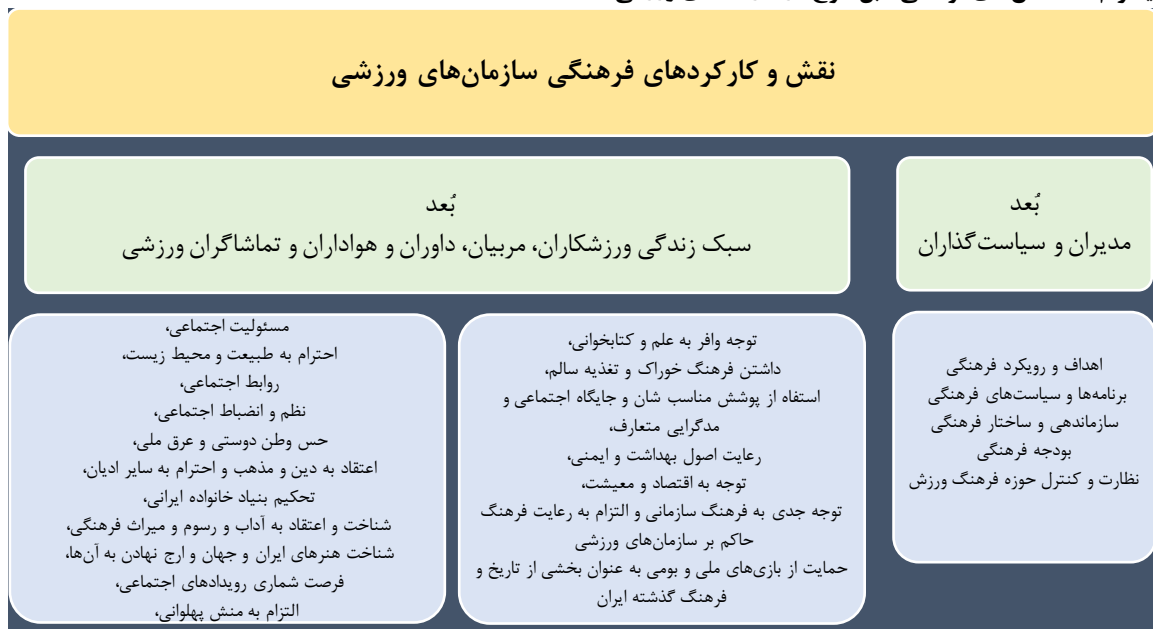 نقش و کارکردهای فرهنگی سازمان‌های ورزشی
بُعد
مدیران و سیاست‌گذاران
بُعد
سبک زندگی ورزشکاران، مربیان، داوران و هواداران و تماشاگران ورزشی
اهداف و رویکرد فرهنگی
برنامه‌ها و سیاست‌های فرهنگی
سازماندهی و ساختار فرهنگی
بودجه فرهنگی
نظارت و کنترل حوزه فرهنگ ورزش
توجه وافر به علم و کتابخوانی،
داشتن فرهنگ خوراک و تغذیه سالم،
استفاه از پوشش مناسب شان و جایگاه اجتماعی و
مدگرایی متعارف،
رعایت اصول بهداشت و ایمنی،
توجه به اقتصاد و معیشت،
توجه جدی به فرهنگ سازمانی و التزام به رعایت فرهنگ
حاکم بر سازمان‌های ورزشی
حمایت از بازی‌های ملی و بومی به عنوان بخشی از تاریخ و
فرهنگ گذشته ایران
مسئولیت اجتماعی،
احترام به طبیعت و محیط زیست،
روابط اجتماعی،
نظم و انضباط اجتماعی،
حس وطن دوستی و عرق ملی،
اعتقاد به دین و مذهب و احترام به سایر ادیان،
تحکیم بنیاد خانواده ایرانی،
شناخت و اعتقاد به آداب و رسوم و میراث فرهنگی،
شناخت هنرهای ایران و جهان و ارج نهادن به آن‌ها،
فرصت شماری رویدادهای اجتماعی،
التزام به منش پهلوانی،